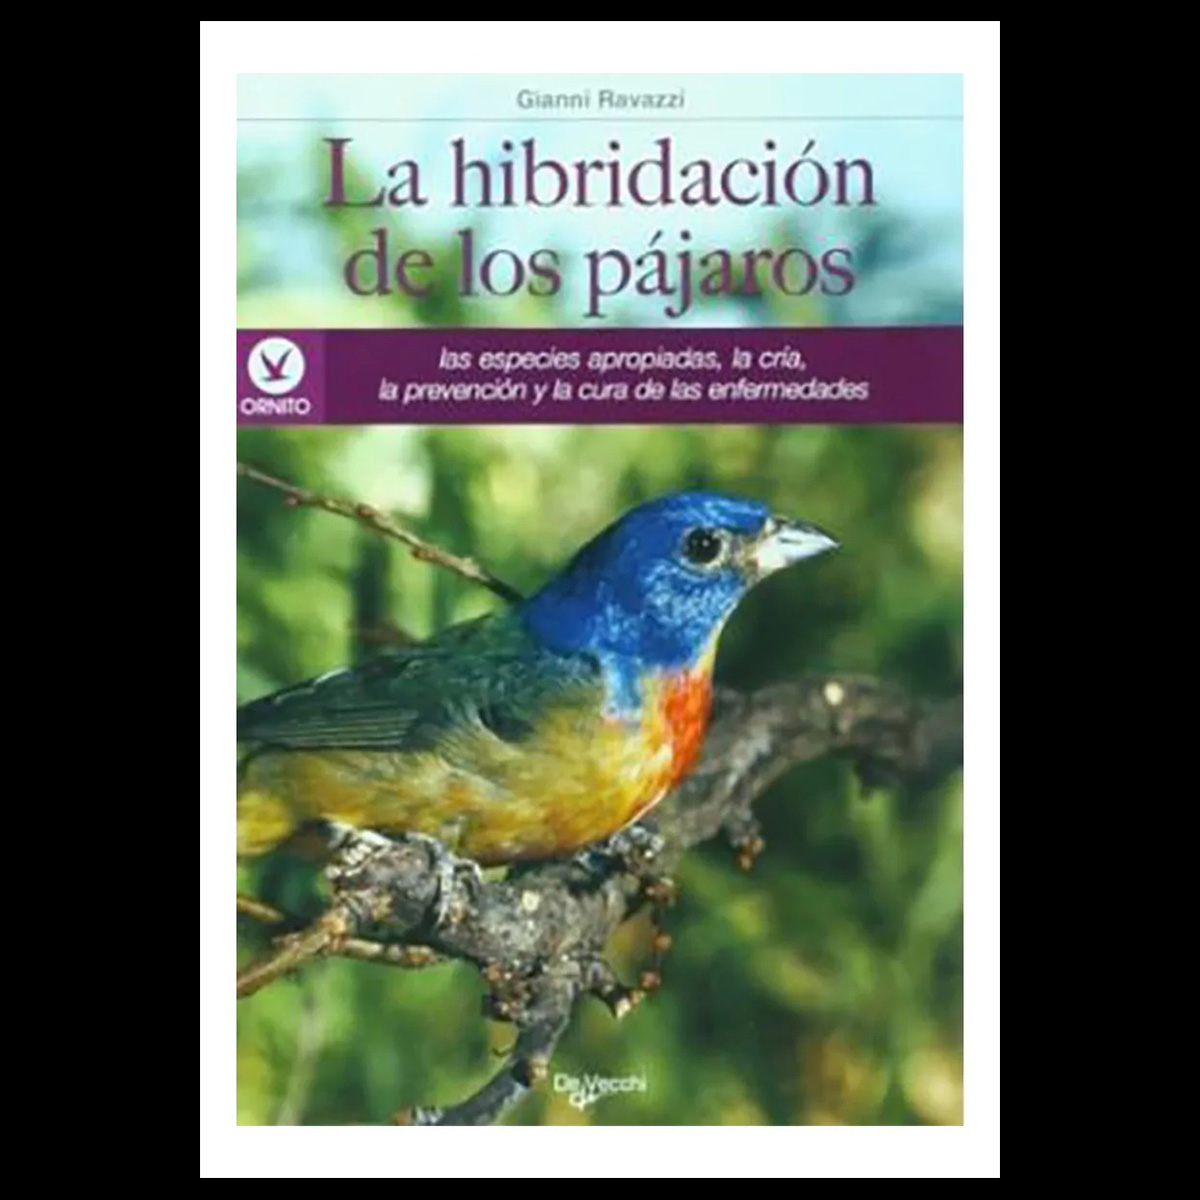 Gianni Ravazzi
La hibridación
de los pájaros
las especies apropiadas, la cría,
la prevención y la cura de las enfermedades
ORNITO
De Vecchi